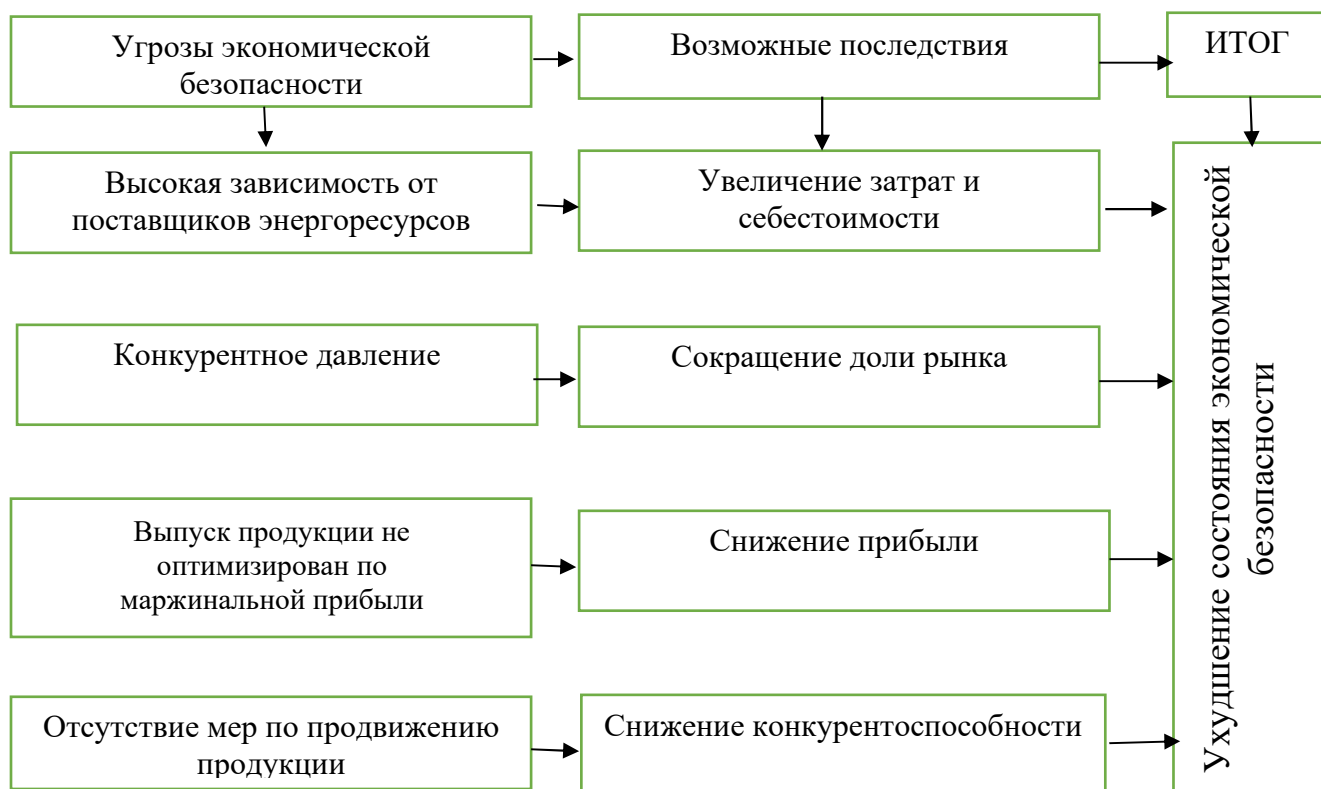 Угрозы экономической
безопасности
Возможные последствия
ИТОГ
Высокая зависимость от
поставщиков энергоресурсов
Увеличение затрат и
себестоимости
Конкурентное давление
Сокращение доли рынка
Выпуск продукции не
оптимизирован по
маржинальной прибыли
Снижение прибыли
Отсутствие мер по продвижению
продукции
Снижение конкурентоспособности
Ухудшение состояния экономической
безопасности